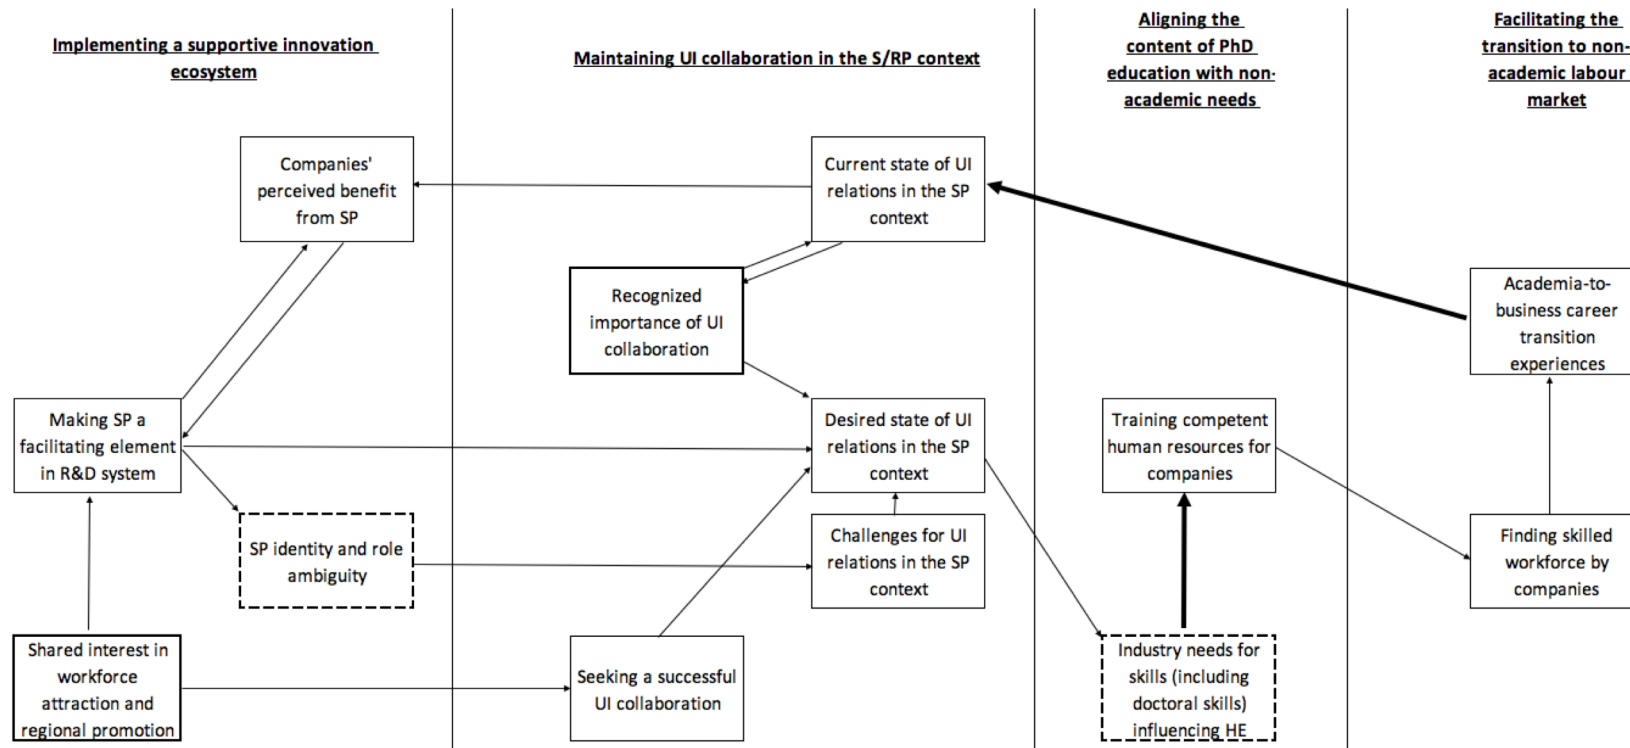 Implementing a supportive innovation
ecosystem
Maintaining UI collaboration in the S/RP context
Aligning the
content of PhD
education with non-
academic needs
Facilitating the
transition to non-
academic labour
market
Companies'
perceived benefit
from SP
Current state of UI
relations in the SP
context
Recognized
importance of UI
collaboration
Academia-to-
business career
transition
experiences
Making SP a
facilitating element
in R&D system
Desired state of UI
relations in the SP
context
Training competent
human resources for
companies
SP identity and role
ambiguity
Challenges for UI
relations in the SP
context
Finding skilled
workforce by
companies
Shared interest in
workforce
attraction and
regional promotion
Seeking a successful
UI collaboration
Industry needs for
skills (including
doctoral skills)
influencing HE